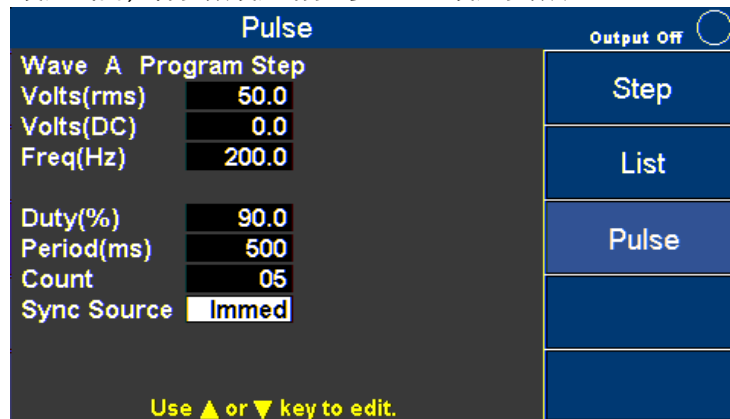 Pulse
Output Off
Wave A Program Step
Volts(rms) 50.0
Volts(DC) 0.0
Freq(Hz) 200.0
Duty(%) 90.0
Period(ms) 500
Count 05
Sync Source Immed
Use ▲ or ▼ key to edit.
Step
List
Pulse